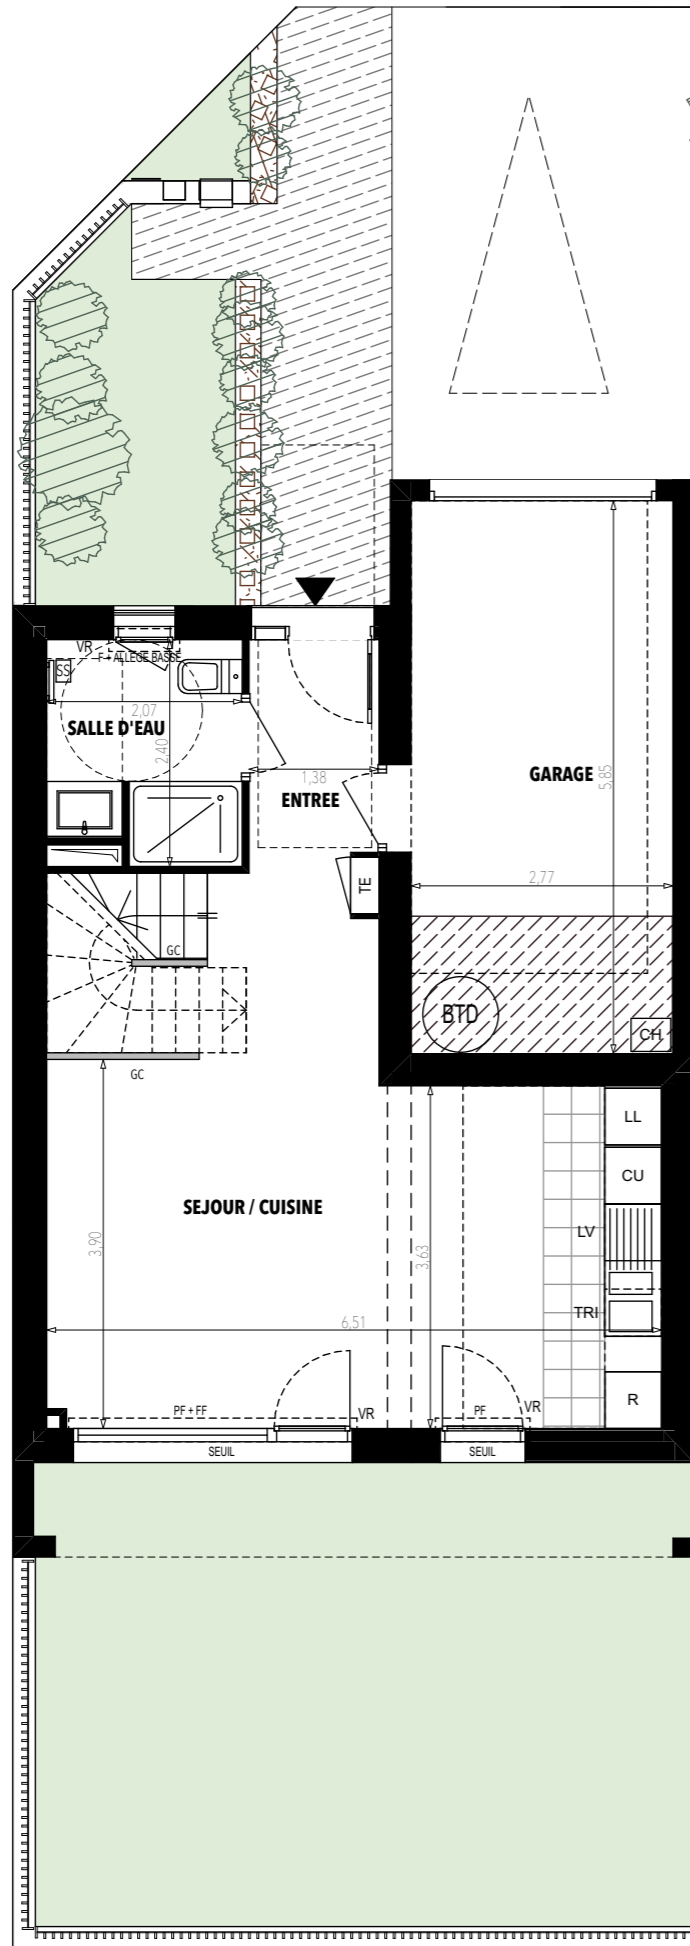 VR
F + ALLEGE BASSE
SS
2,07
SALLE D'EAU
2,40
1,38
ENTREE
GARAGE
5,85
TE
2,77
GC
BTD
CH
GC
LL
CU
SEJOUR / CUISINE
LV
3,90
3,63
TRI
6,51
R
PF + FF
VR
PF
VR
SEUIL
SEUIL